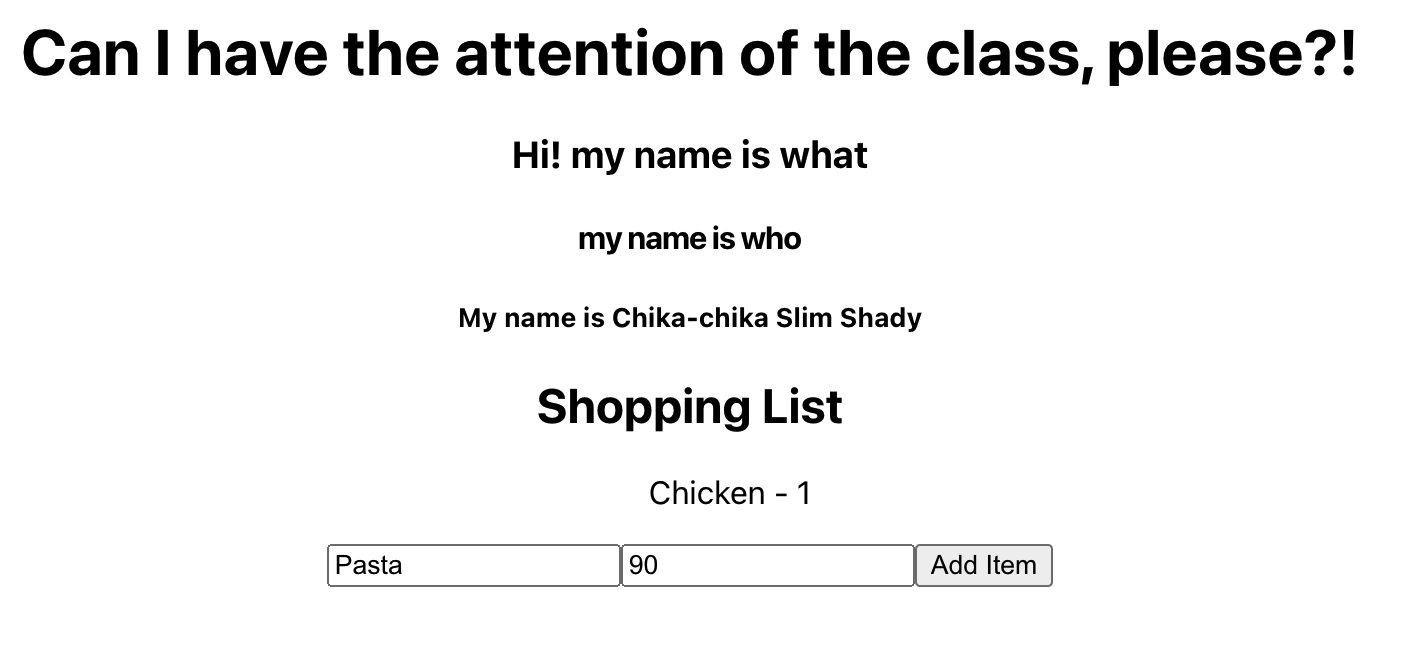 Can I have the attention of the class, please?!
Hi! my name is what
my name is who
My name is Chika-chika Slim Shady
Shopping List
Chicken - 1
Pasta 90 Add Item